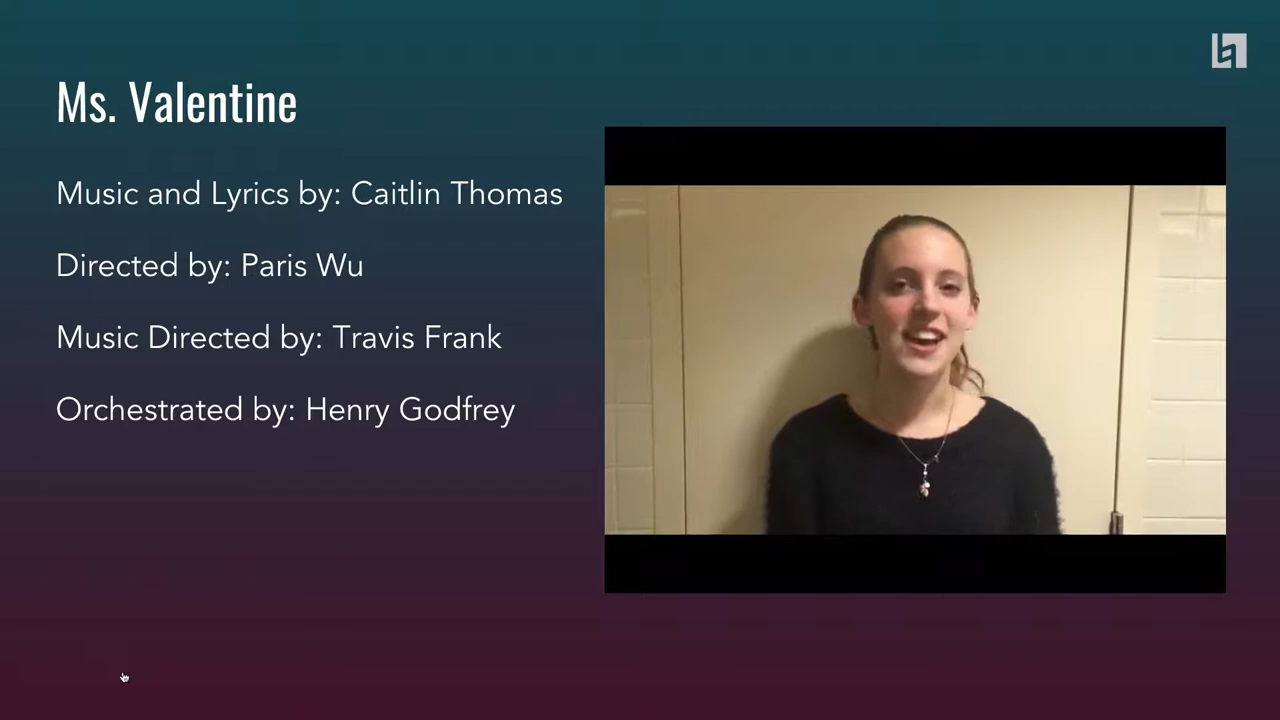 Ms. Valentine
Music and Lyrics by: Caitlin Thomas
Directed by: Paris Wu
Music Directed by: Travis Frank
Orchestrated by: Henry Godfrey